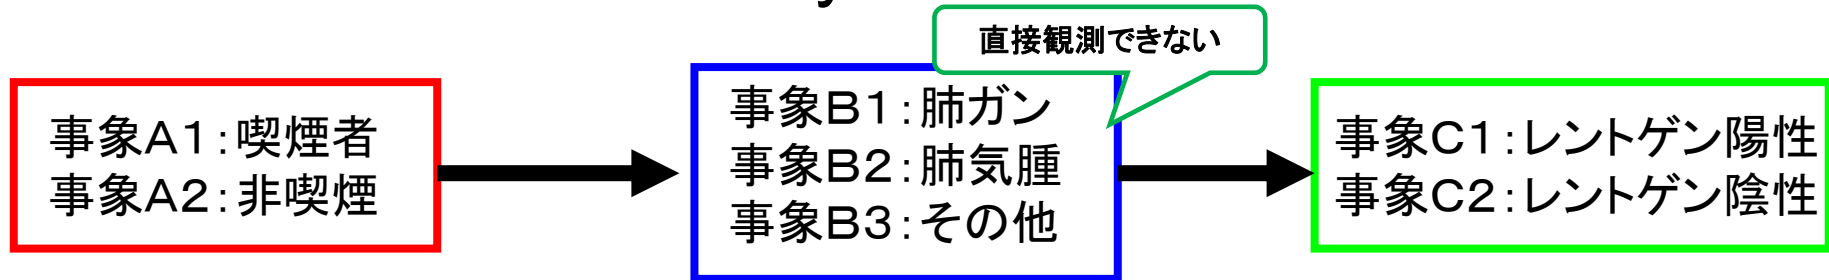 y
直接観測できない
事象A1:喫煙者
事象A2:非喫煙
事象B1:肺ガン
事象B2:肺気腫
事象B3:その他
事象C1:レントゲン陽性
事象C2:レントゲン陰性